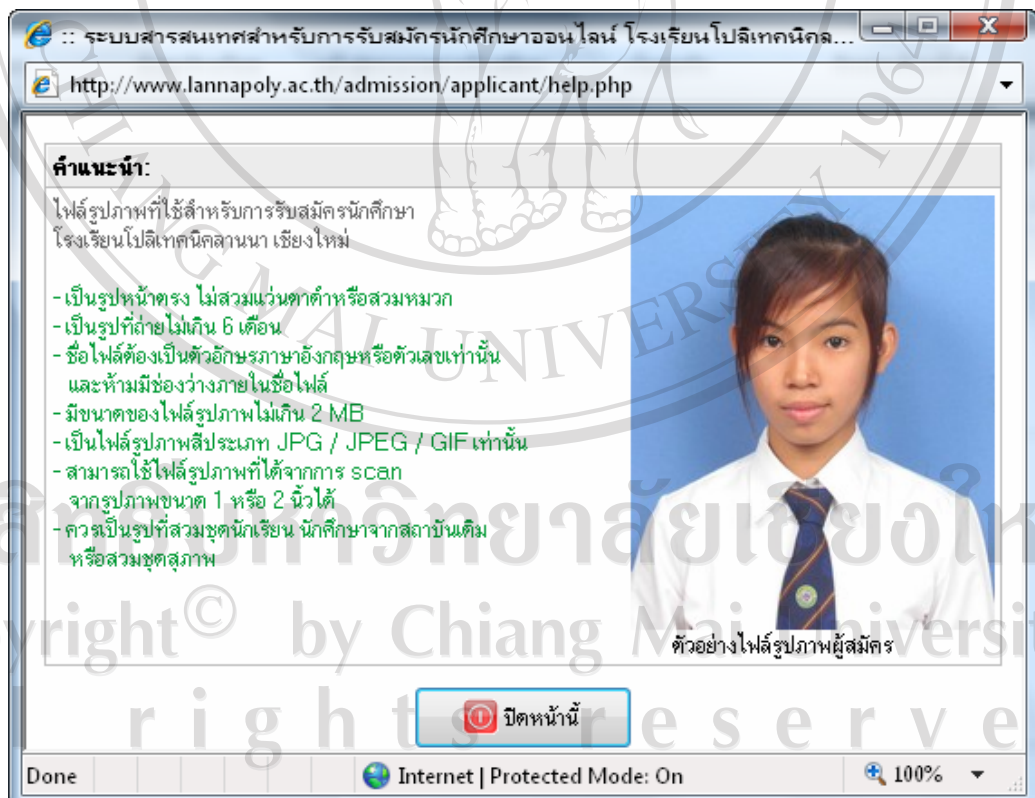 :: ระบบสารสนเทศสำหรับการรับสมัครนักศึกษาออนไลน์ โรงเรียนโปลิเทคนิคล...
http://www.lannapoly.ac.th/admission/applicant/help.php
คำแนะนำ:
ไฟล์รูปภาพที่ใช้สำหรับการรับสมัครนักศึกษา
โรงเรียนโปลิเทคนิคลานนา เชียงใหม่
- เป็นรูปหน้าตรง ไม่สวมแว่นตาดำหรือสวมหมวก
- เป็นรูปที่ถ่ายไม่เกิน 6 เดือน
- ชื่อไฟล์ต้องเป็นตัวอักษรภาษาอังกฤษหรือตัวเลขเท่านั้น
และห้ามมีช่องว่างภายในชื่อไฟล์
- มีขนาดของไฟล์รูปภาพไม่เกิน 2 MB
- เป็นไฟล์รูปภาพสีประเภท JPG / JPEG / GIF เท่านั้น
- สามารถใช้ไฟล์รูปภาพที่ได้จากการ scan
จากรูปภาพขนาด 1 หรือ 2 นิ้วได้
- ควรเป็นรูปที่สวมชุดนักเรียน นักศึกษาจากสถาบันเดิม
หรือสวมชุดสุภาพ
ตัวอย่างไฟล์รูปภาพผู้สมัคร
ปิดหน้านี้
Done
Internet | Protected Mode: On
100%
CHIANG MAI UNIVERSITY 1964
© by Chiang Mai
rights reserve